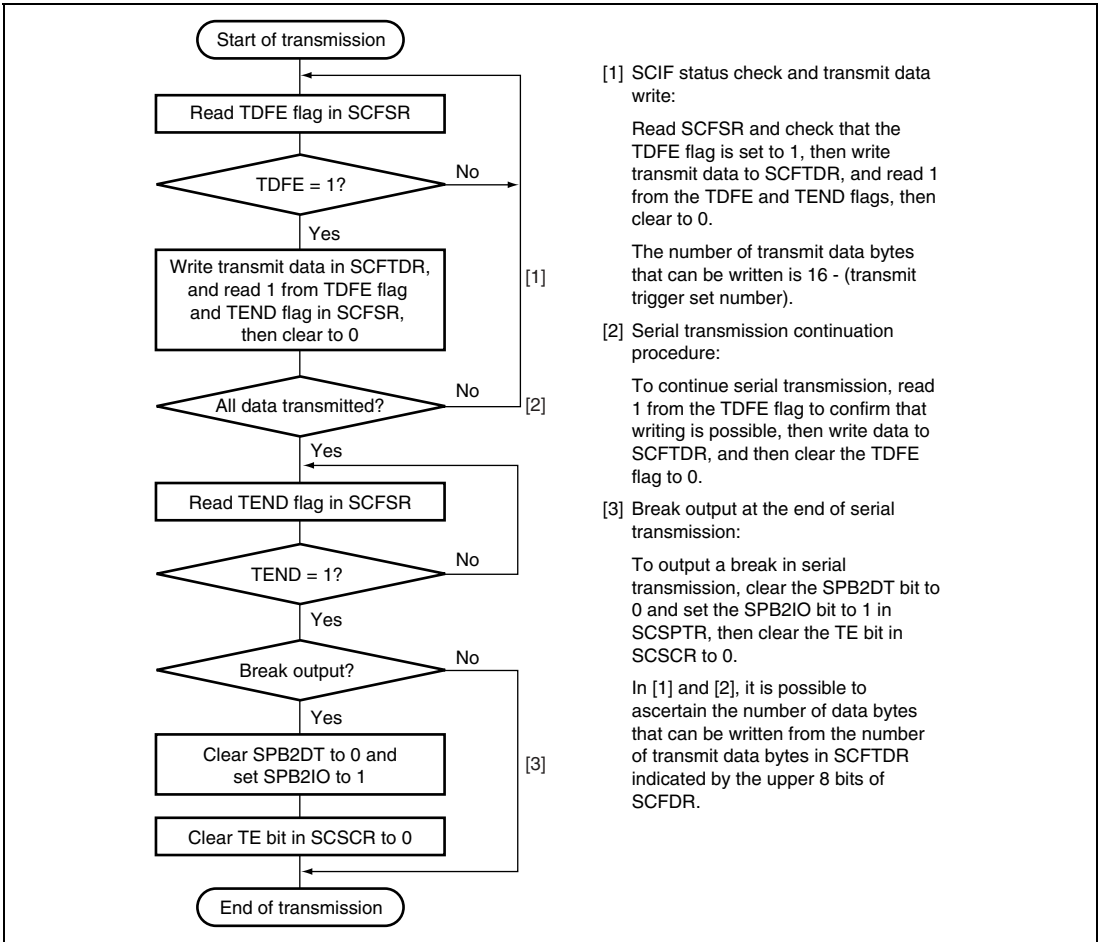 Start of transmission
Read TDFE flag in SCFSR
TDFE = 1?
No
Yes
Write transmit data in SCFTDR,
and read 1 from TDFE flag
and TEND flag in SCFSR,
then clear to 0
[1]
All data transmitted?
No
[2]
Yes
Read TEND flag in SCFSR
TEND = 1?
No
Yes
Break output?
No
Yes
Clear SPB2DT to 0 and
set SPB2IO to 1
[3]
Clear TE bit in SCSCR to 0
End of transmission
[1] SCIF status check and transmit data
write:
Read SCFSR and check that the
TDFE flag is set to 1, then write
transmit data to SCFTDR, and read 1
from the TDFE and TEND flags, then
clear to 0.
The number of transmit data bytes
that can be written is 16 - (transmit
trigger set number).
[2] Serial transmission continuation
procedure:
To continue serial transmission, read
1 from the TDFE flag to confirm that
writing is possible, then write data to
SCFTDR, and then clear the TDFE
flag to 0.
[3] Break output at the end of serial
transmission:
To output a break in serial
transmission, clear the SPB2DT bit to
0 and set the SPB2IO bit to 1 in
SCSPTR, then clear the TE bit in
SCSCR to 0.
In [1] and [2], it is possible to
ascertain the number of data bytes
that can be written from the number
of transmit data bytes in SCFTDR
indicated by the upper 8 bits of
SCFDR.